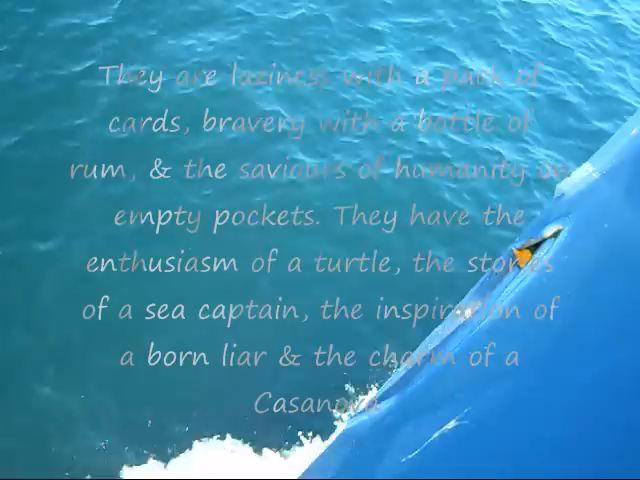 They are laziness with a pack of
cards, bravery with a bottle of
rum, & the saviours of humanity on
empty pockets. They have the
enthusiasm of a turtle, the stories
of a sea captain, the inspiration of
a born liar & the charm of a
Casanova